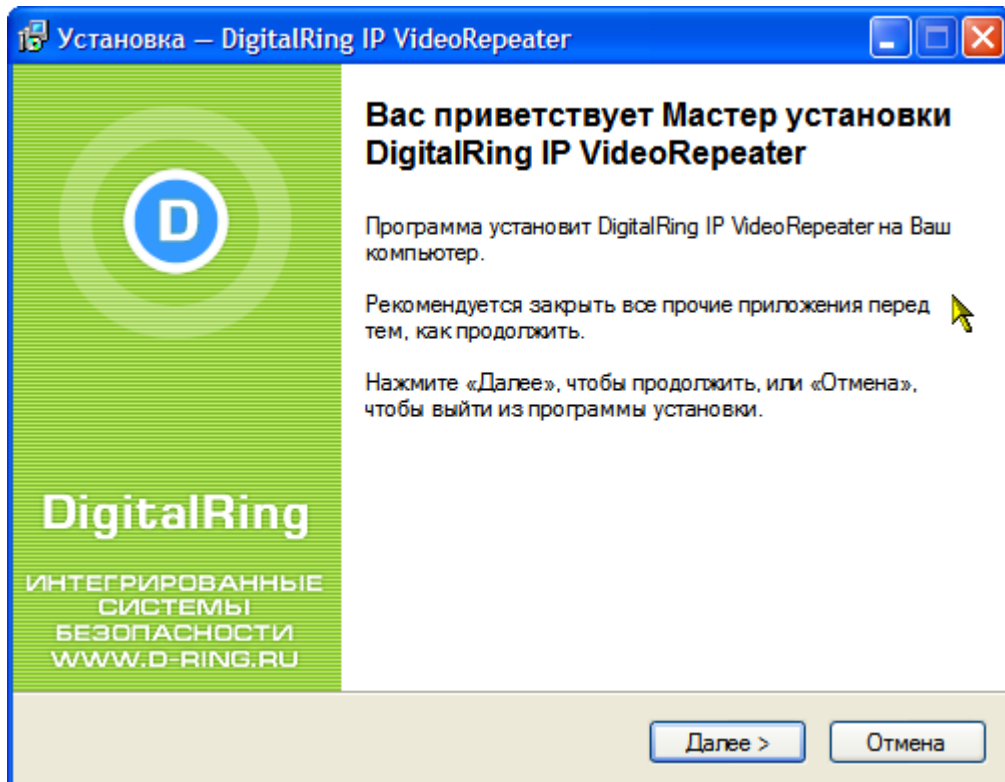 Установка — DigitalRing IP VideoRepeater
Вас приветствует Мастер установки
DigitalRing IP VideoRepeater
Программа установит DigitalRing IP VideoRepeater на Ваш
компьютер.
Рекомендуется закрыть все прочие приложения перед
тем, как продолжить.
Нажмите «Далее», чтобы продолжить, или «Отмена»,
чтобы выйти из программы установки.
D
DigitalRing
ИНТЕГРИРОВАННЫЕ
СИСТЕМЫ
БЕЗОПАСНОСТИ
WWW.D-RING.RU
Далее >
Отмена